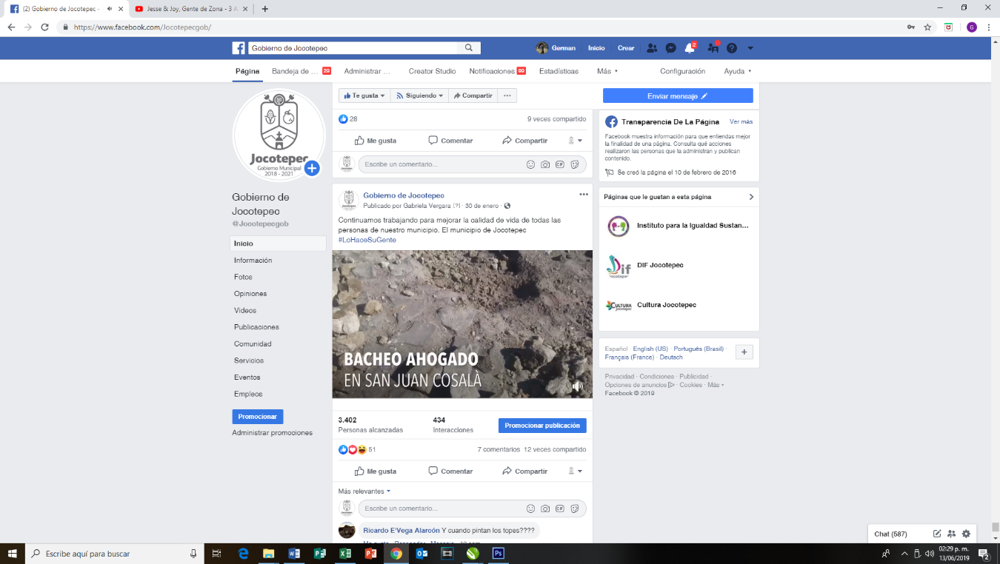 (2) Gobierno de Jocotepec -
Jesse & Joy, Gente de Zona - 3 A
https://www.facebook.com/Jocotepecgob/
G
Gobierno de Jocotepec
German Inicio Crear 2
Página Bandeja de ... 29 Administrar ... Creator Studio Notificaciones 99 Estadísticas Más Configuración Ayuda
Jocotepec
Gobierno Municipal
2018 - 2021
Gobierno de
Jocotepec
@Jocotepecgob
Inicio
Información
Fotos
Opiniones
Videos
Publicaciones
Comunidad
Servicios
Eventos
Empleos
Promocionar
Administrar promociones
Te gusta Siguiendo Compartir ...
28 9 veces compartido
Me gusta Comentar Compartir
Escribe un comentario... GIF
Gobierno de Jocotepec
Publicado por Gabriela Vergara [?] · 30 de enero ·
Continuamos trabajando para mejorar la calidad de vida de todas las
personas de nuestro municipio. El municipio de Jocotepec
#LoHaceSuGente
BACHEO AHOGADO
EN SAN JUAN COSALÀ
3.402 434
Personas alcanzadas Interacciones
Promocionar publicación
51 7 comentarios 12 veces compartido
Me gusta Comentar Compartir
Más relevantes
Escribe un comentario... GIF
Ricardo E'Vega Alarcón Y cuando pintan los topes????
Enviar mensaje
Transparencia De La Página Ver más
Facebook muestra información para que entiendas mejor
la finalidad de una página. Consulta qué acciones
realizaron las personas que la administran y publican
contenido.
Se creó la página el 10 de febrero de 2016
Páginas que le gustan a esta página
Instituto para la Igualdad Sustan...
Dif
Jocotepec
DIF Jocotepec
CULTURA
Jocotepec
Cultura Jocotepec
Español · English (US) · Português (Brasil) ·
Français (France) · Deutsch
Privacidad · Condiciones · Publicidad ·
Opciones de anuncios · Cookies · Más
Facebook © 2019
Chat (587)
Escribe aquí para buscar
Ps
02:29 p. m.
13/06/2019
2